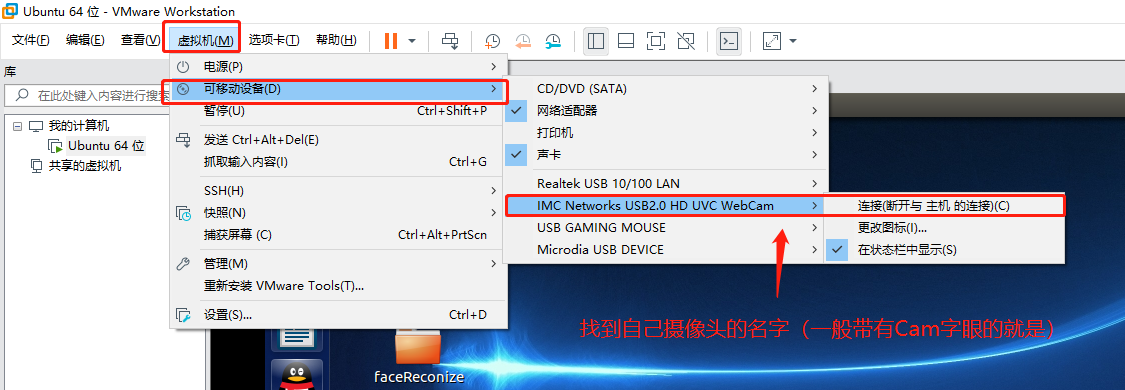 Ubuntu 64 位 - VMware Workstation
文件(F) 编辑(E) 查看(V) 虚拟机(M) 选项卡(T) 帮助(H)
库
在此处键入内容进行搜索
我的计算机
Ubuntu 64 位
共享的虚拟机
电源(P)
可移动设备(D)
暂停(U) Ctrl+Shift+P
发送 Ctrl+Alt+Del(E)
抓取输入内容(I) Ctrl+G
SSH(H)
快照(N)
捕获屏幕 (C) Ctrl+Alt+PrtScn
管理(M)
重新安装 VMware Tools(T)...
设置(S)... Ctrl+D
CD/DVD (SATA)
网络适配器
打印机
声卡
Realtek USB 10/100 LAN
IMC Networks USB2.0 HD UVC WebCam
USB GAMING MOUSE
Microdia USB DEVICE
连接(断开与 主机 的连接)(C)
更改图标(I)...
在状态栏中显示(S)
找到自己摄像头的名字（一般带有Cam字眼的就是）
faceReconize